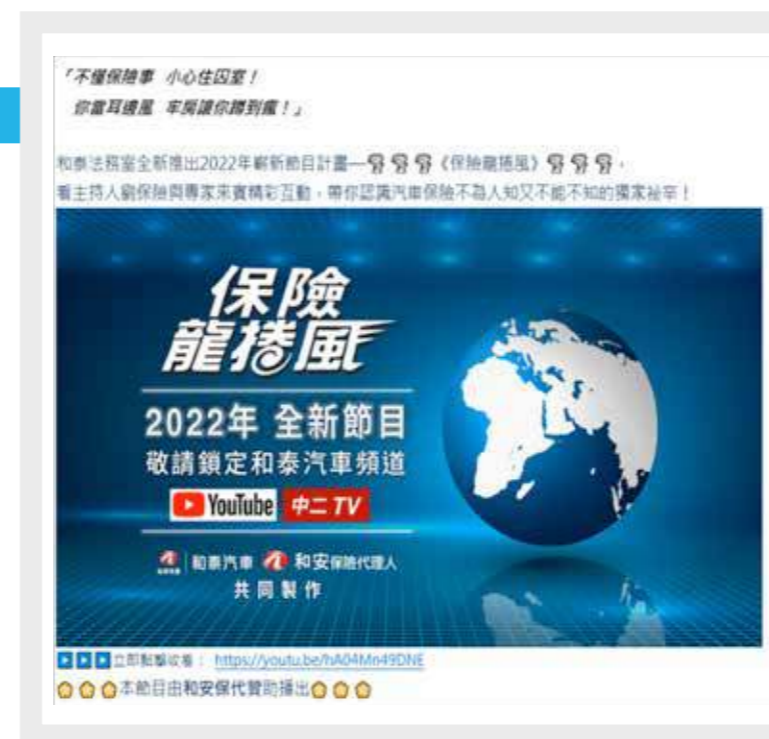 「不懂保險事 小心住囚室！
你當耳邊風 牢房讓你蹲到瘋！」
和泰法務室全新推出2022年嶄新節目計畫—《保險龍捲風》，
看主持人劉保險與專家來賓精彩互動，帶你認識汽車保險不為人知又不能不知的獨家祕辛！
保險
龍捲風
2022年 全新節目
敬請鎖定和泰汽車頻道
YouTube 中二TV
和泰汽車 和安保險代理人
共同製作
立即點擊收看： https://youtu.be/hA04Mn49DNE
本節目由和安保代贊助播出